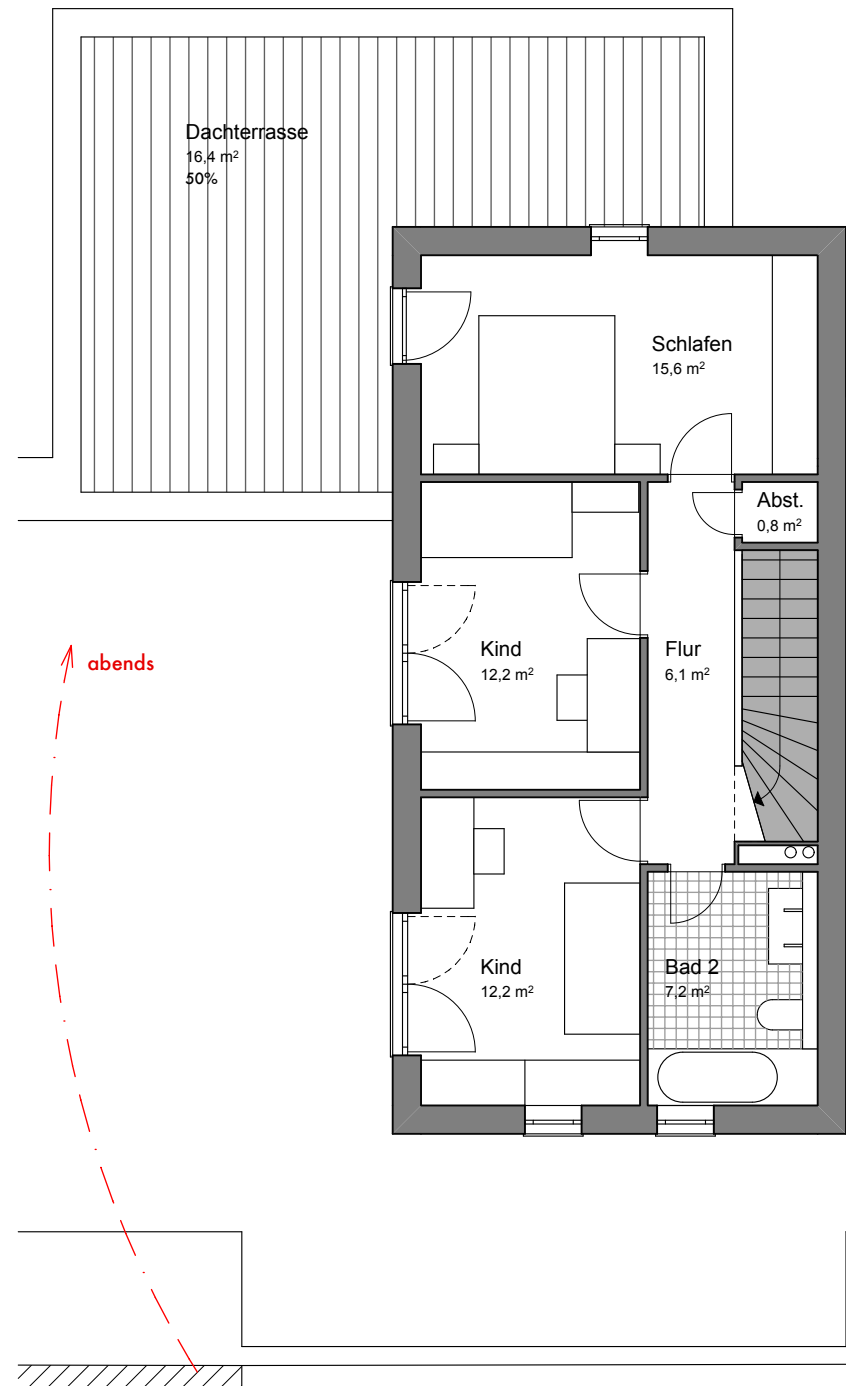 Dachterrasse
16,4 m²
50%
Schlafen
15,6 m²
Abst.
0,8 m²
Kind
12,2 m²
Flur
6,1 m²
abends
Kind
12,2 m²
Bad 2
7,2 m²